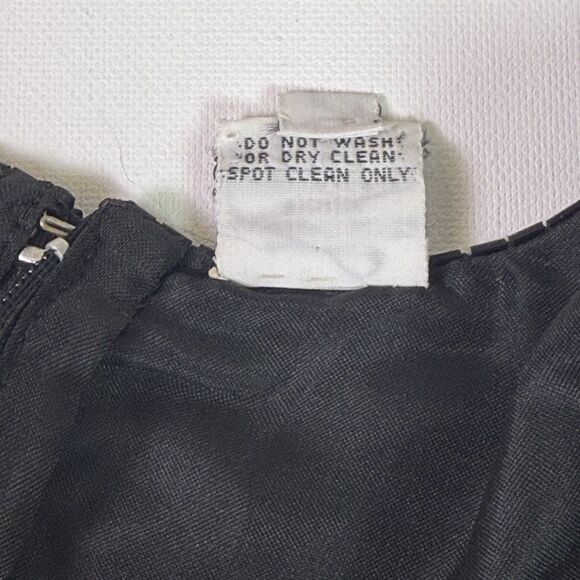 DO NOT WASH
OR DRY CLEAN
SPOT CLEAN ONLY